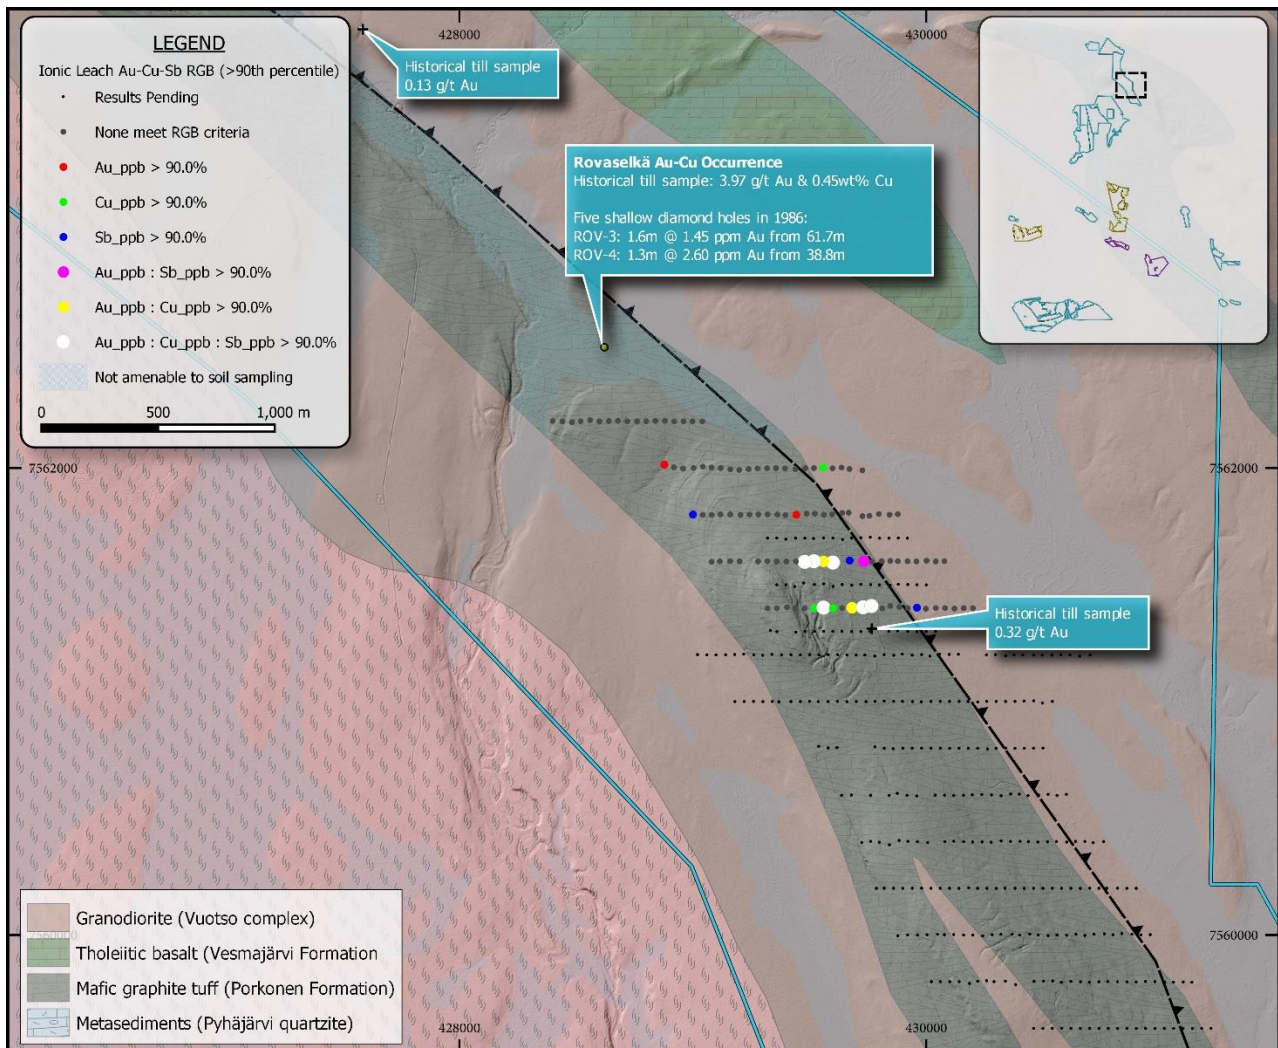 LEGEND
Ionic Leach Au-Cu-Sb RGB (>90th percentile)
Results Pending
None meet RGB criteria
Au_ppb > 90.0%
Cu_ppb > 90.0%
Sb_ppb > 90.0%
Au_ppb : Sb_ppb > 90.0%
Au_ppb : Cu_ppb > 90.0%
Au_ppb : Cu_ppb : Sb_ppb > 90.0%
Not amenable to soil sampling
0 500 1,000 m
428000
430000
Historical till sample
0.13 g/t Au
Rovaselkä Au-Cu Occurrence
Historical till sample: 3.97 g/t Au & 0.45wt% Cu
Five shallow diamond holes in 1986:
ROV-3: 1.6m @ 1.45 ppm Au from 61.7m
ROV-4: 1.3m @ 2.60 ppm Au from 38.8m
7562000
7562000
Historical till sample
0.32 g/t Au
Granodiorite (Vuotso complex)
7560000
7560000
Tholeiitic basalt (Vesmajärvi Formation
Mafic graphite tuff (Porkonen Formation)
Metasediments (Pyhäjärvi quartzite)
428000
430000